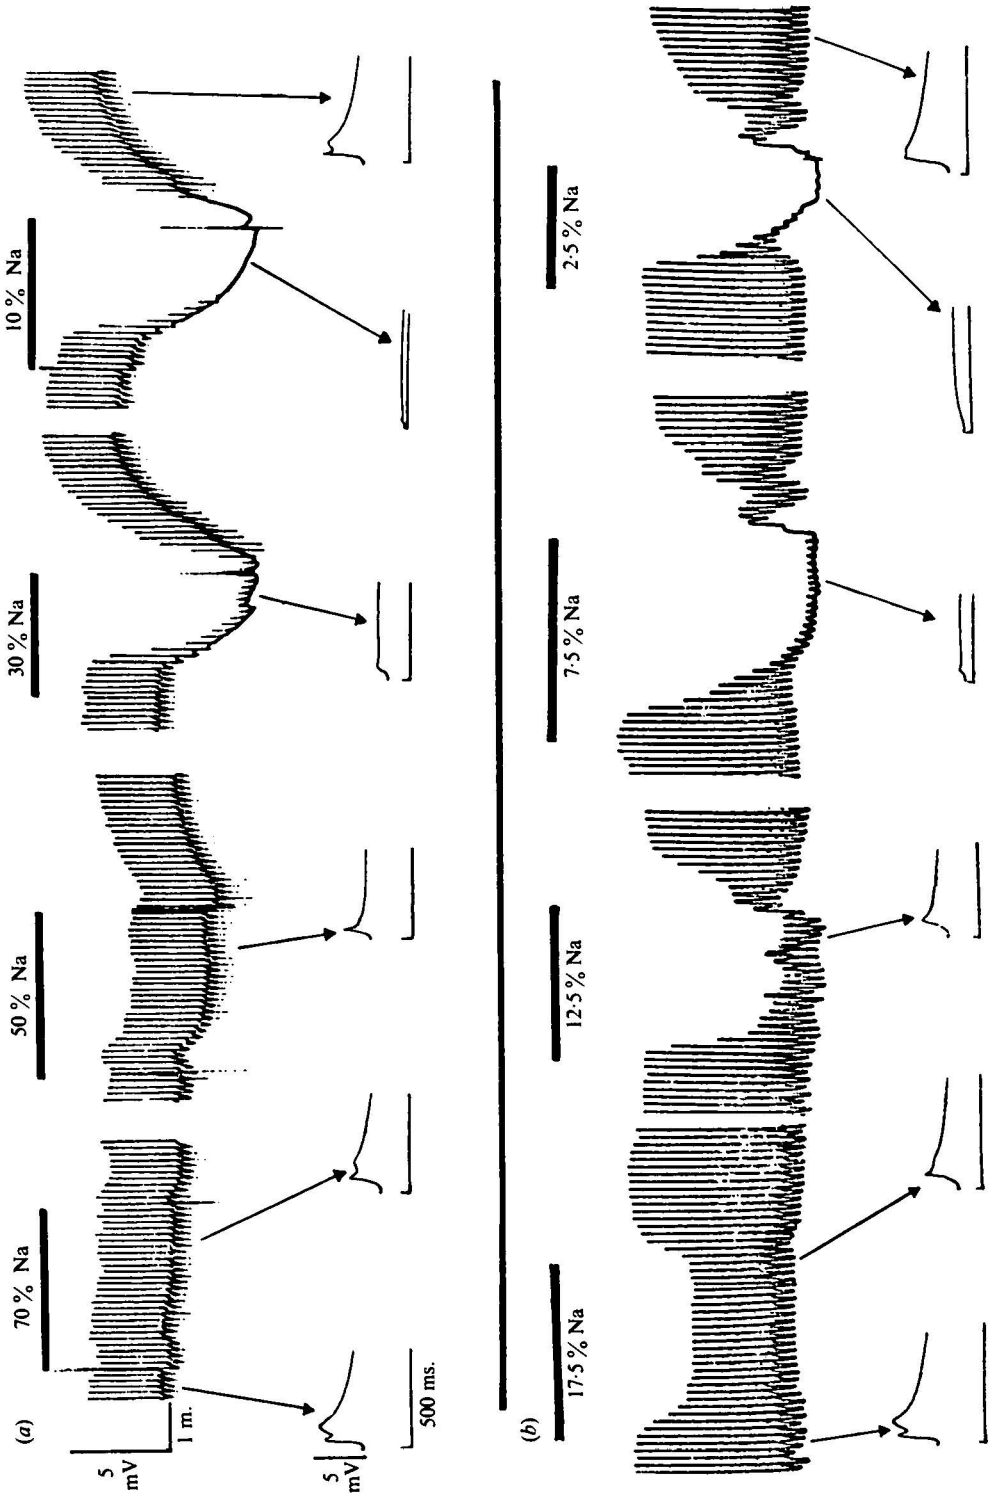 (a)
70 % Na
50 % Na
30 % Na
10 % Na
5
mV
1 m.
5
mV
500 ms.
(b)
17·5 % Na
12·5 % Na
7·5 % Na
2·5 % Na